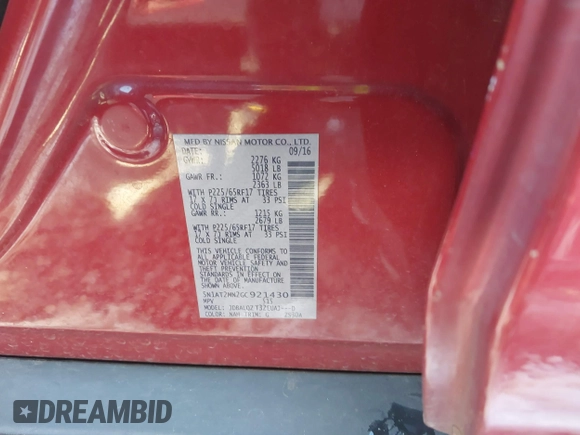 MFD BY NISSAN MOTOR CO., LTD.
DATE: 09/16
GVWR: 2276 KG
5018 LB
GAWR FR.: 1072 KG
2363 LB
WITH P225/65RF17 TIRES
17 X 7J RIMS AT 33 PSI
COLD SINGLE
GAWR RR.: 1215 KG
2679 LB
WITH P225/65RF17 TIRES
17 X 7J RIMS AT 33 PSI
COLD SINGLE
THIS VEHICLE CONFORMS TO
ALL APPLICABLE FEDERAL
MOTOR VEHICLE SAFETY AND
THEFT PREVENTION
STANDARDS IN EFFECT ON
THE DATE OF MANUFACTURE
SHOWN ABOVE.
5N1AT2MN2GC921430
MPV
MODEL:
COLOR: NAH TRIM: G
DREAMBID